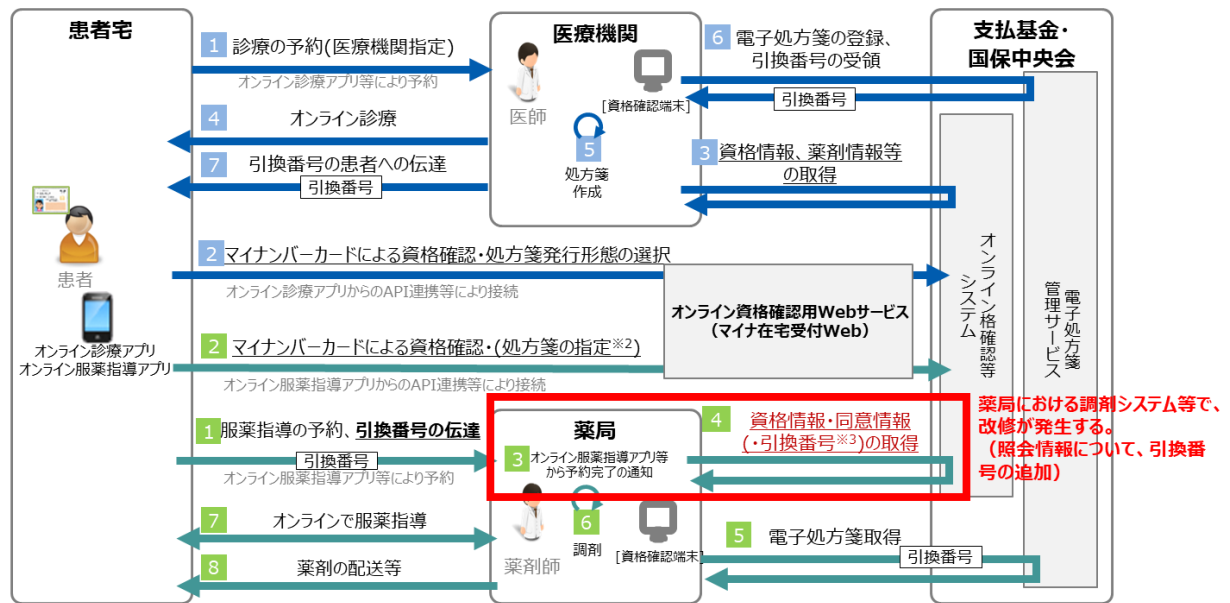 患者宅
医療機関
支払基金・
国保中央会
1 診療の予約(医療機関指定)
オンライン診療アプリ等により予約
医師
[資格確認端末]
6 電子処方箋の登録、
引換番号の受領
引換番号
4 オンライン診療
5
処方箋
作成
3 資格情報、薬剤情報等
の取得
7 引換番号の患者への伝達
引換番号
患者
2 マイナンバーカードによる資格確認・処方箋発行形態の選択
オンライン診療アプリからのAPI連携等により接続
オンライン資格確認用Webサービス
（マイナ在宅受付Web）
オンライン格確認等
システム
電子処方箋
管理サービス
オンライン診療アプリ
オンライン服薬指導アプリ
2 マイナンバーカードによる資格確認・(処方箋の指定※2)
オンライン服薬指導アプリからのAPI連携等により接続
1 服薬指導の予約、引換番号の伝達
引換番号
オンライン服薬指導アプリ等により予約
薬局
3 オンライン服薬指導アプリ等
から予約完了の通知
4 資格情報・同意情報
(・引換番号※3)の取得
薬局における調剤システム等で、
改修が発生する。
（照会情報について、引換番
号の追加）
7 オンラインで服薬指導
6
調剤
薬剤師
[資格確認端末]
5 電子処方箋取得
引換番号
8 薬剤の配送等